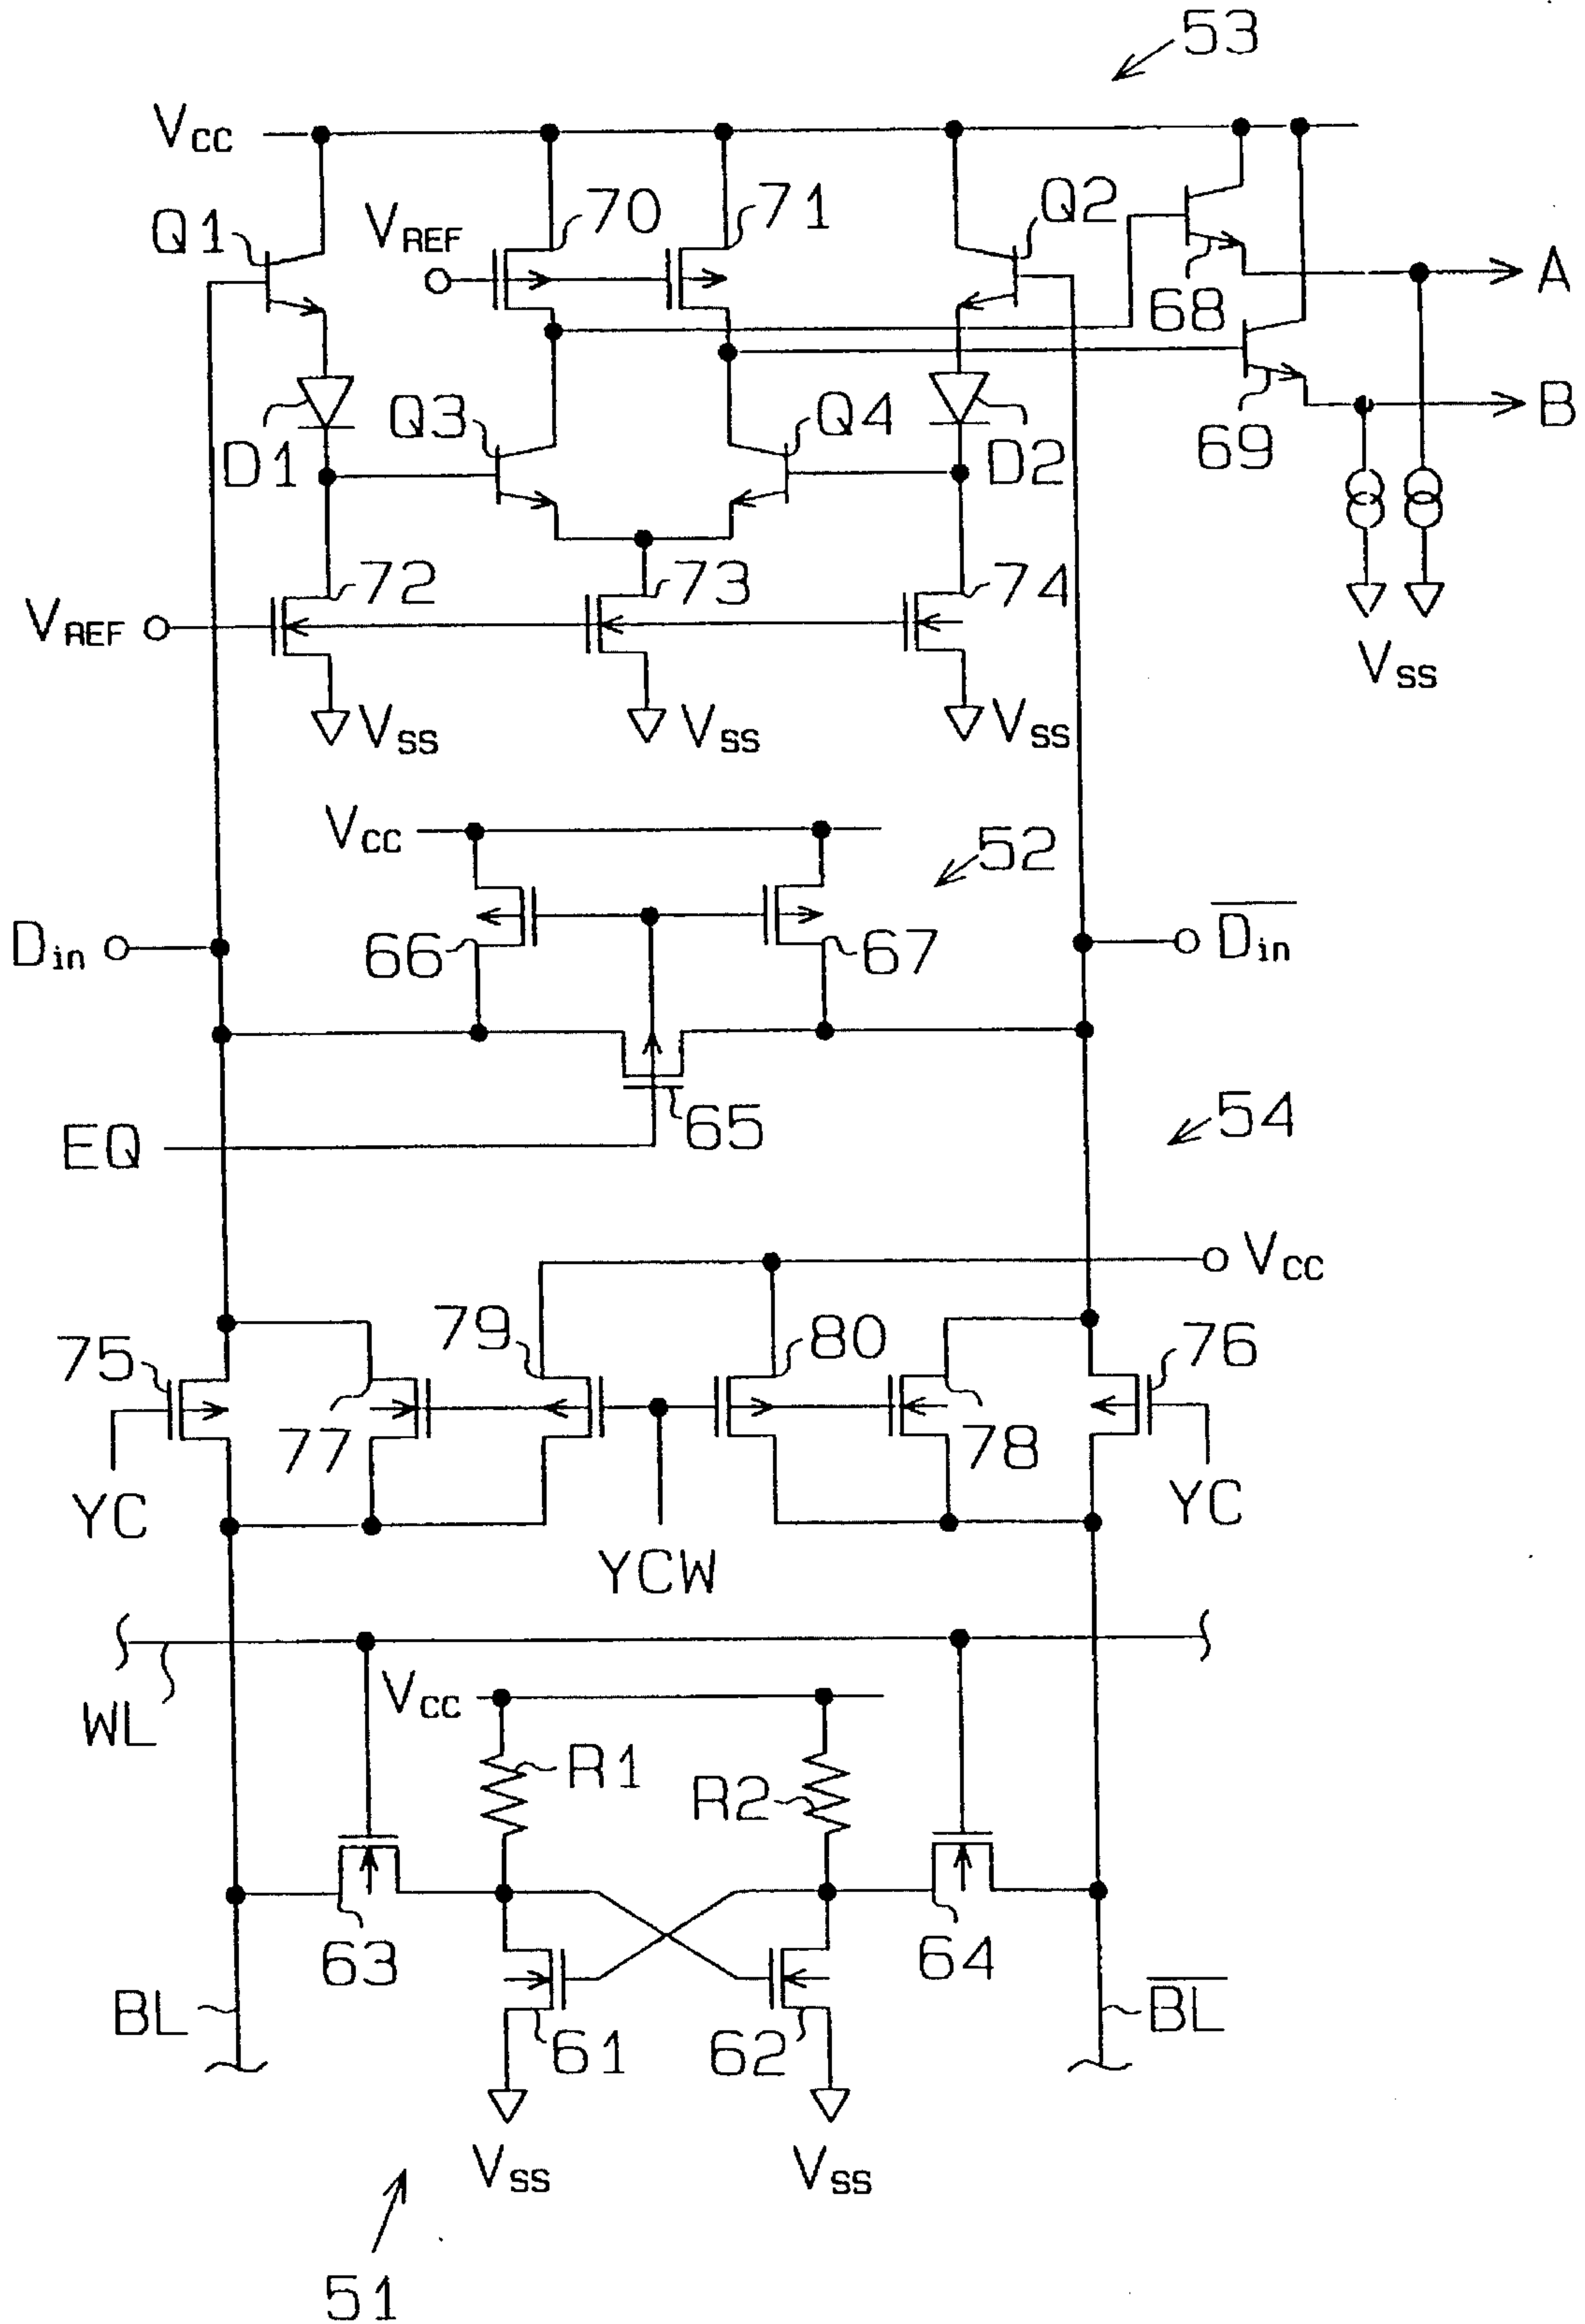 53
VCC
Q1
VREF
70
71
Q2
68
A
D1
Q3
Q4
D2
69
B
VREF
72
73
74
VSS
VSS
VSS
VSS
VCC
52
Din
66
67
D̅i̅n̅
EQ
65
54
VCC
75
79
80
76
77
78
YC
YC
YCW
WL
VCC
R1
R2
63
64
BL
61
62
B̅L̅
VSS
VSS
51